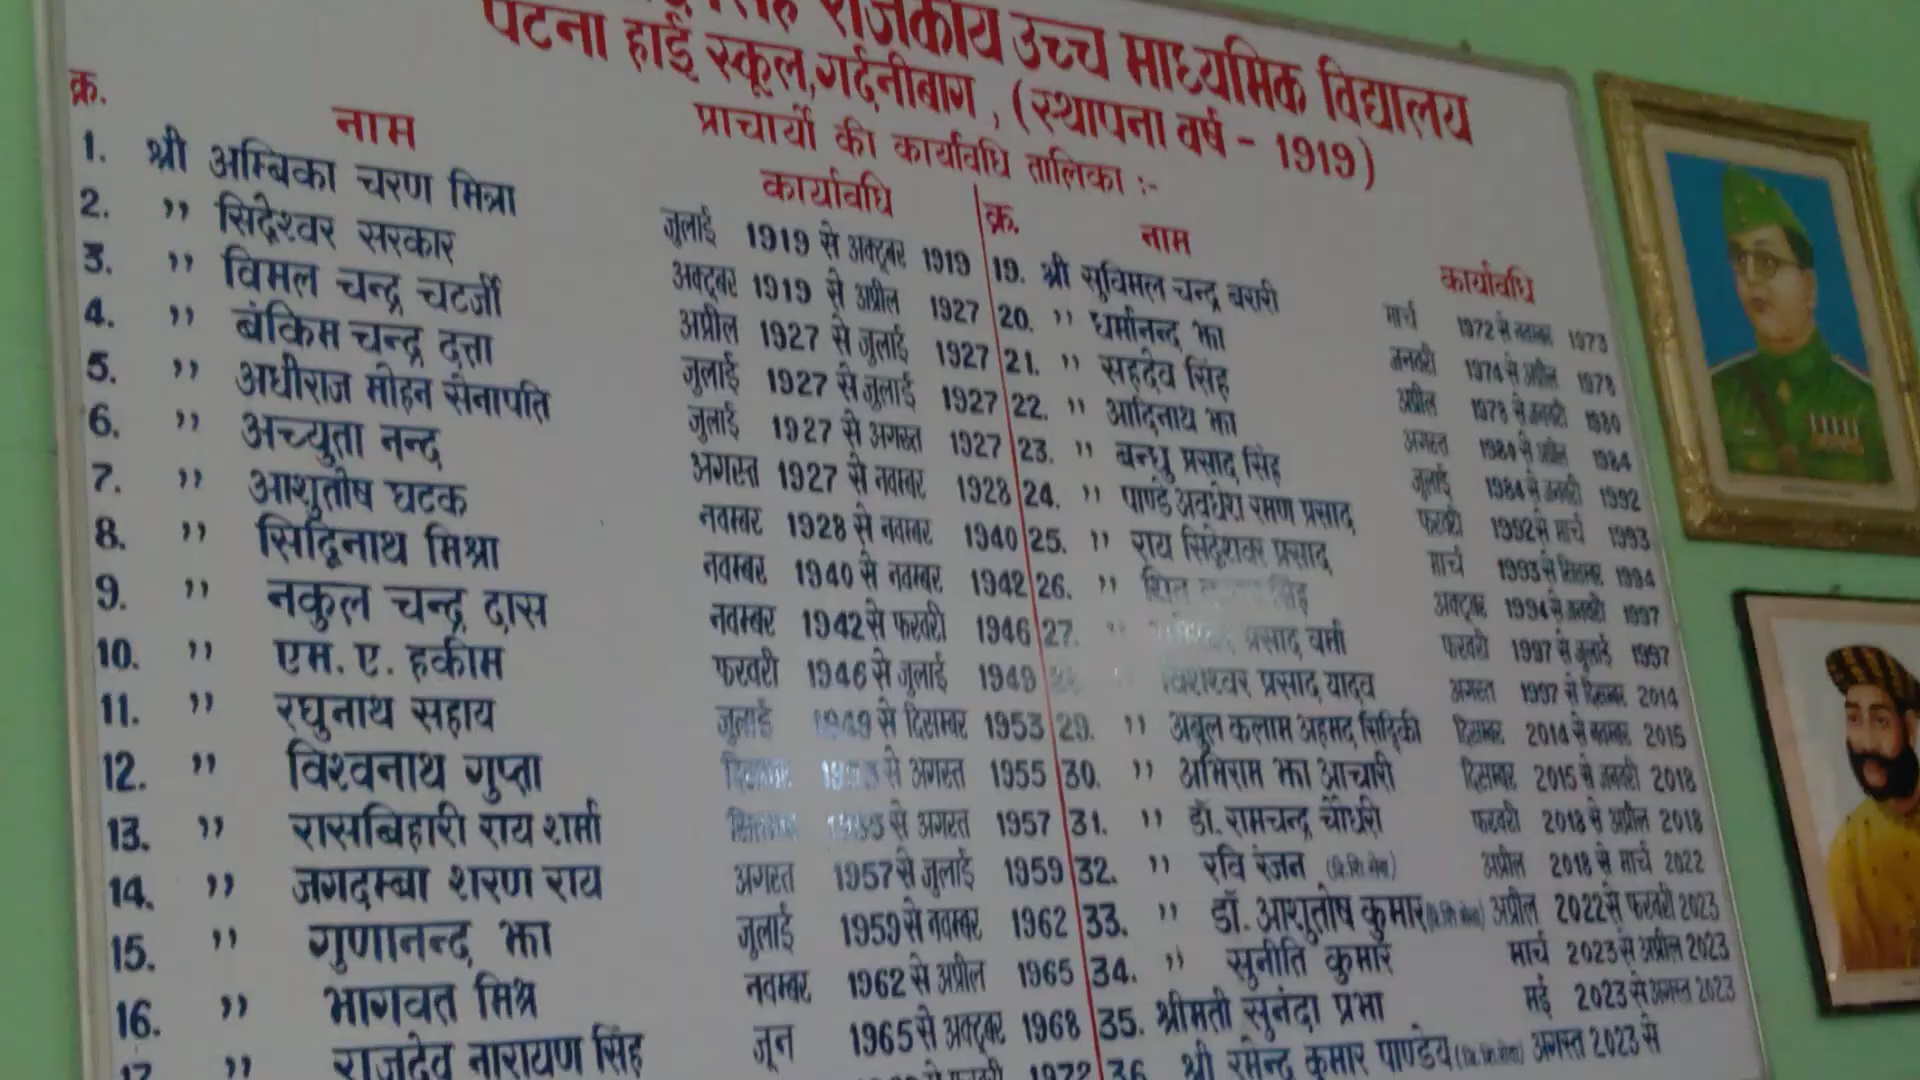 सिंह राजकीय उच्च माध्यमिक विद्यालय
पटना हाई स्कूल, गर्दनीबाग, (स्थापना वर्ष - 1919)
प्राचार्यो की कार्यावधि तालिका :-
क्र. नाम कार्यावधि
1. श्री अम्बिका चरण मित्रा जुलाई 1919 से अक्टूबर 1919
2. ,, सिद्धेश्वर सरकार अक्टूबर 1919 से अप्रील 1927
3. ,, विमल चन्द्र चटर्जी अप्रील 1927 से जुलाई 1927
4. ,, बंकिम चन्द्र दत्ता जुलाई 1927 से जुलाई 1927
5. ,, अधीराज मोहन सेनापति जुलाई 1927 से अगस्त 1927
6. ,, अच्युता नन्द अगस्त 1927 से नवम्बर 1928
7. ,, आशुतोष घटक नवम्बर 1928 से नवम्बर 1940
8. ,, सिद्धिनाथ मिश्रा नवम्बर 1940 से नवम्बर 1942
9. ,, नकुल चन्द्र दास नवम्बर 1942 से फरवरी 1946
10. ,, एम. ए. हकीम फरवरी 1946 से जुलाई 1949
11. ,, रघुनाथ सहाय जुलाई 1949 से दिसम्बर 1953
12. ,, विश्वनाथ गुप्ता से अगस्त 1955
13. ,, रासबिहारी राय शर्मा से अगस्त 1957
14. ,, जगदम्बा शरण राय अगस्त 1957 से जुलाई 1959
15. ,, गुणानन्द झा जुलाई 1959 से नवम्बर 1962
16. ,, भागवत मिश्र नवम्बर 1962 से अप्रील 1965
17. ,, राजदेव नारायण सिंह जून 1965 से अक्टूबर 1968
से फरवरी 1972
क्र. नाम कार्यावधि
19. श्री सुविमल चन्द्र बरारी मार्च 1972 से नवम्बर 1973
20. ,, धर्मानन्द झा जनवरी 1974 से अप्रील 1978
21. ,, सहदेव सिंह अप्रील 1978 से जनवरी 1980
22. ,, आदिनाथ झा अगस्त 1980 से अप्रील 1984
23. ,, बन्धु प्रसाद सिंह जुलाई 1984 से जनवरी 1992
24. ,, पाण्डे अवधेश रमण प्रसाद फरवरी 1992 से मार्च 1993
25. ,, राय सिद्वेशवर प्रसाद मार्च 1993 से सितम्बर 1994
26. ,, सिंह अक्टूबर 1994 से जनवरी 1997
27. प्रसाद वर्मा फरवरी 1997 से जुलाई 1997
प्रसाद यादव अगस्त 1997 से दिसम्बर 2014
29. ,, अबुल कलाम अहमद सिद्दिकी दिसम्बर 2014 से नवम्बर 2015
30. ,, अभिराम झा आचारी दिसम्बर 2015 से जनवरी 2018
31. ,, डॉ. रामचन्द्र चौधरी फरवरी 2018 से अप्रील 2018
32. ,, रवि रंजन (बि.शि.सेवा) अप्रील 2018 से मार्च 2022
33. ,, डॉ. आशुतोष कुमार (बि.शि.सेवा) अप्रील 2022 से फरवरी 2023
34. ,, सुनीति कुमार मार्च 2023 से अप्रील 2023
35. श्रीमती सुनंदा प्रभा मई 2023 से अगस्त 2023
36. श्री रमेन्द्र कुमार पाण्डेय (बि.शि.सेवा) अगस्त 2023 से